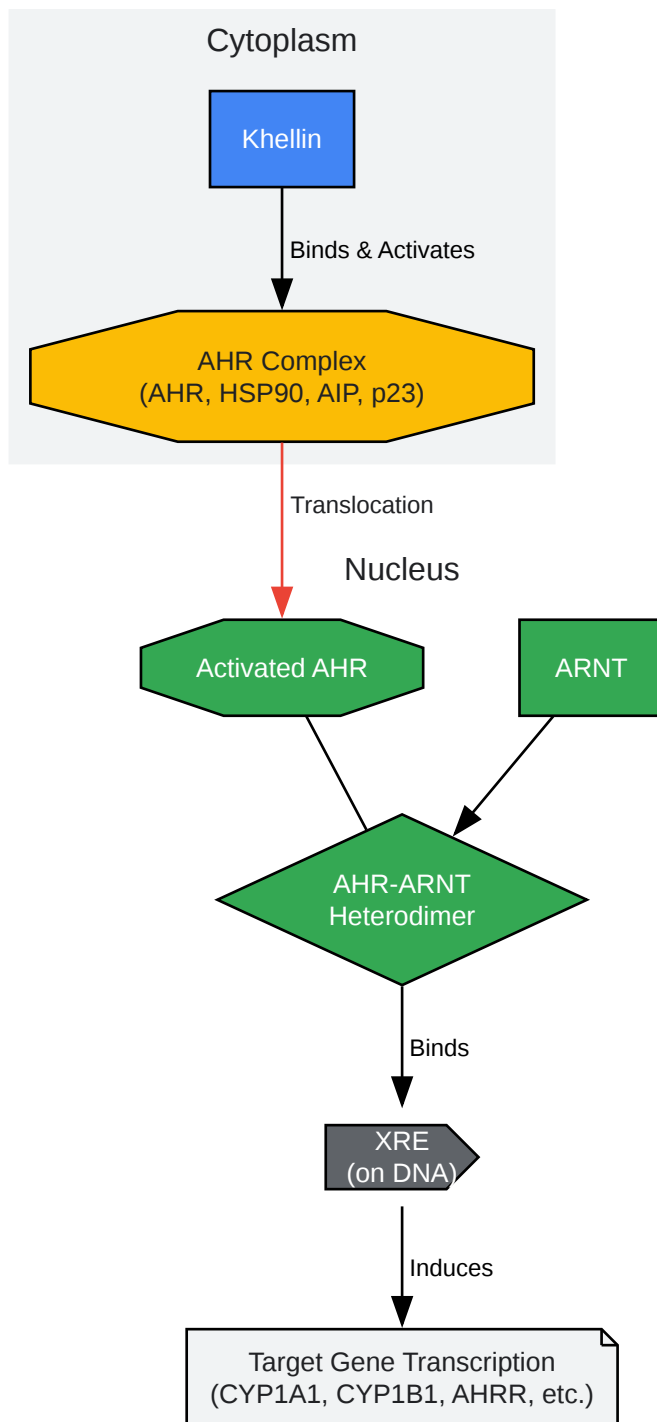 Cytoplasm
Khellin
Binds & Activates
AHR Complex
(AHR, HSP90, AIP, p23)
Translocation
Nucleus
Activated AHR
ARNT
AHR-ARNT
Heterodimer
Binds
XRE
(on DNA)
Induces
Target Gene Transcription
(CYP1A1, CYP1B1, AHRR, etc.)